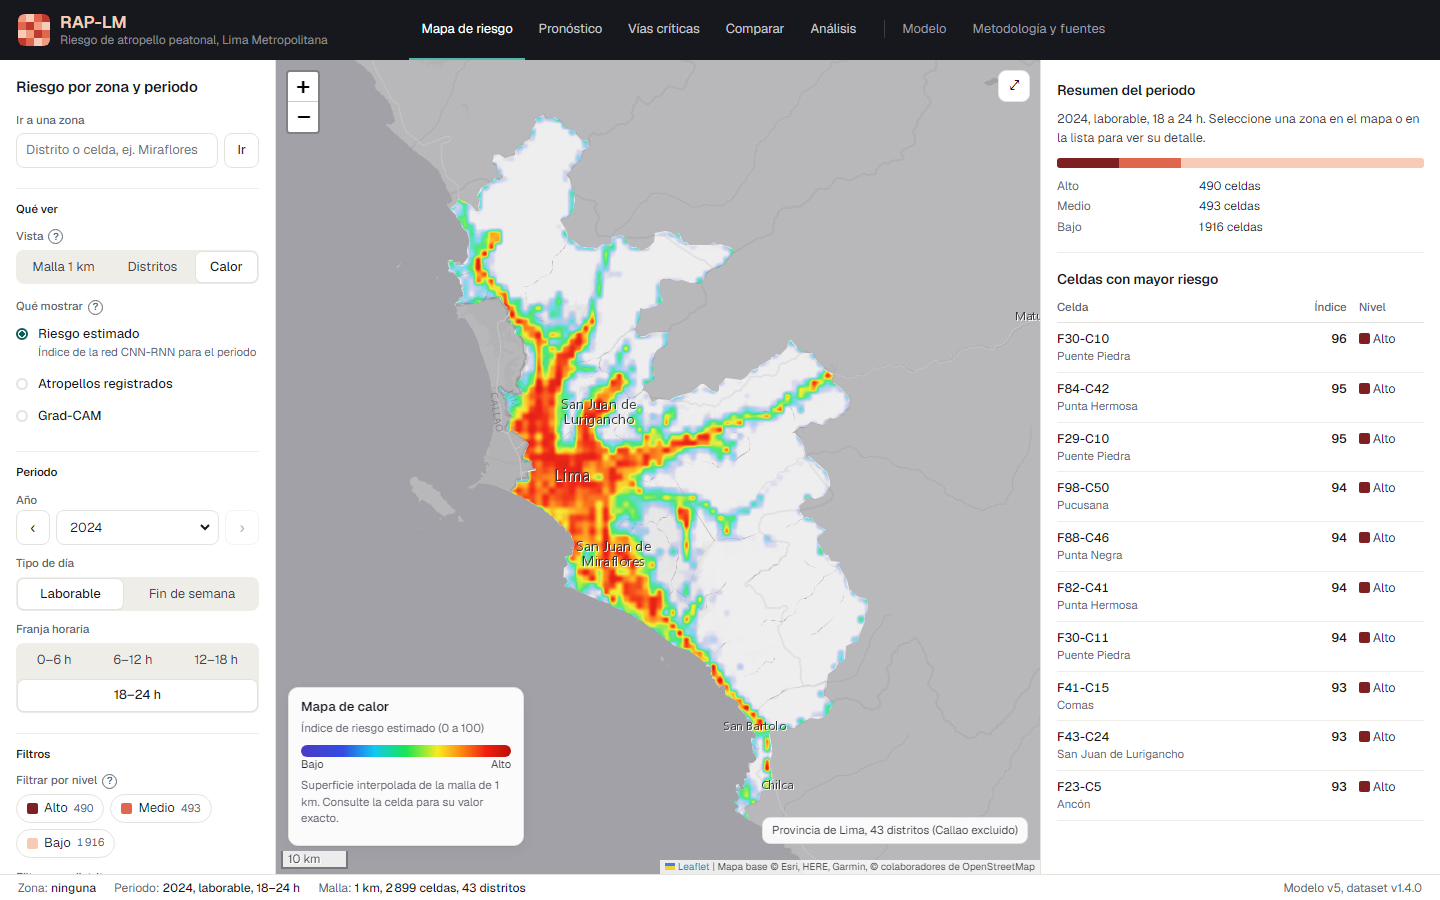 RAP-LM
Riesgo de atropello peatonal, Lima Metropolitana
Mapa de riesgo
Pronóstico
Vías críticas
Comparar
Análisis
Modelo
Metodología y fuentes
Riesgo por zona y periodo
Ir a una zona
Distrito o celda, ej. Miraflores
Ir
Qué ver
Vista ?
Malla 1 km
Distritos
Calor
Qué mostrar ?
Riesgo estimado
Índice de la red CNN-RNN para el periodo
Atropellos registrados
Grad-CAM
Periodo
Año
‹
2024
›
Tipo de día
Laborable
Fin de semana
Franja horaria
0–6 h
6–12 h
12–18 h
18–24 h
Filtros
Filtrar por nivel ?
Alto 490
Medio 493
Bajo 1 916
+
−
CALLAO
San Juan de
Lurigancho
Lima
San Juan de
Miraflores
San Bartolo
Chilca
Matu
Mapa de calor
Índice de riesgo estimado (0 a 100)
Bajo
Alto
Superficie interpolada de la malla de 1
km. Consulte la celda para su valor
exacto.
10 km
Provincia de Lima, 43 distritos (Callao excluido)
Leaflet | Mapa base © Esri, HERE, Garmin, © colaboradores de OpenStreetMap
Resumen del periodo
2024, laborable, 18 a 24 h. Seleccione una zona en el mapa o en
la lista para ver su detalle.
Alto 490 celdas
Medio 493 celdas
Bajo 1 916 celdas
Celdas con mayor riesgo
Celda Índice Nivel
F30-C10 96 Alto
Puente Piedra
F84-C42 95 Alto
Punta Hermosa
F29-C10 95 Alto
Puente Piedra
F98-C50 94 Alto
Pucusana
F88-C46 94 Alto
Punta Negra
F82-C41 94 Alto
Punta Hermosa
F30-C11 94 Alto
Puente Piedra
F41-C15 93 Alto
Comas
F43-C24 93 Alto
San Juan de Lurigancho
F23-C5 93 Alto
Ancón
Zona: ninguna
Periodo: 2024, laborable, 18–24 h
Malla: 1 km, 2 899 celdas, 43 distritos
Modelo v5, dataset v1.4.0